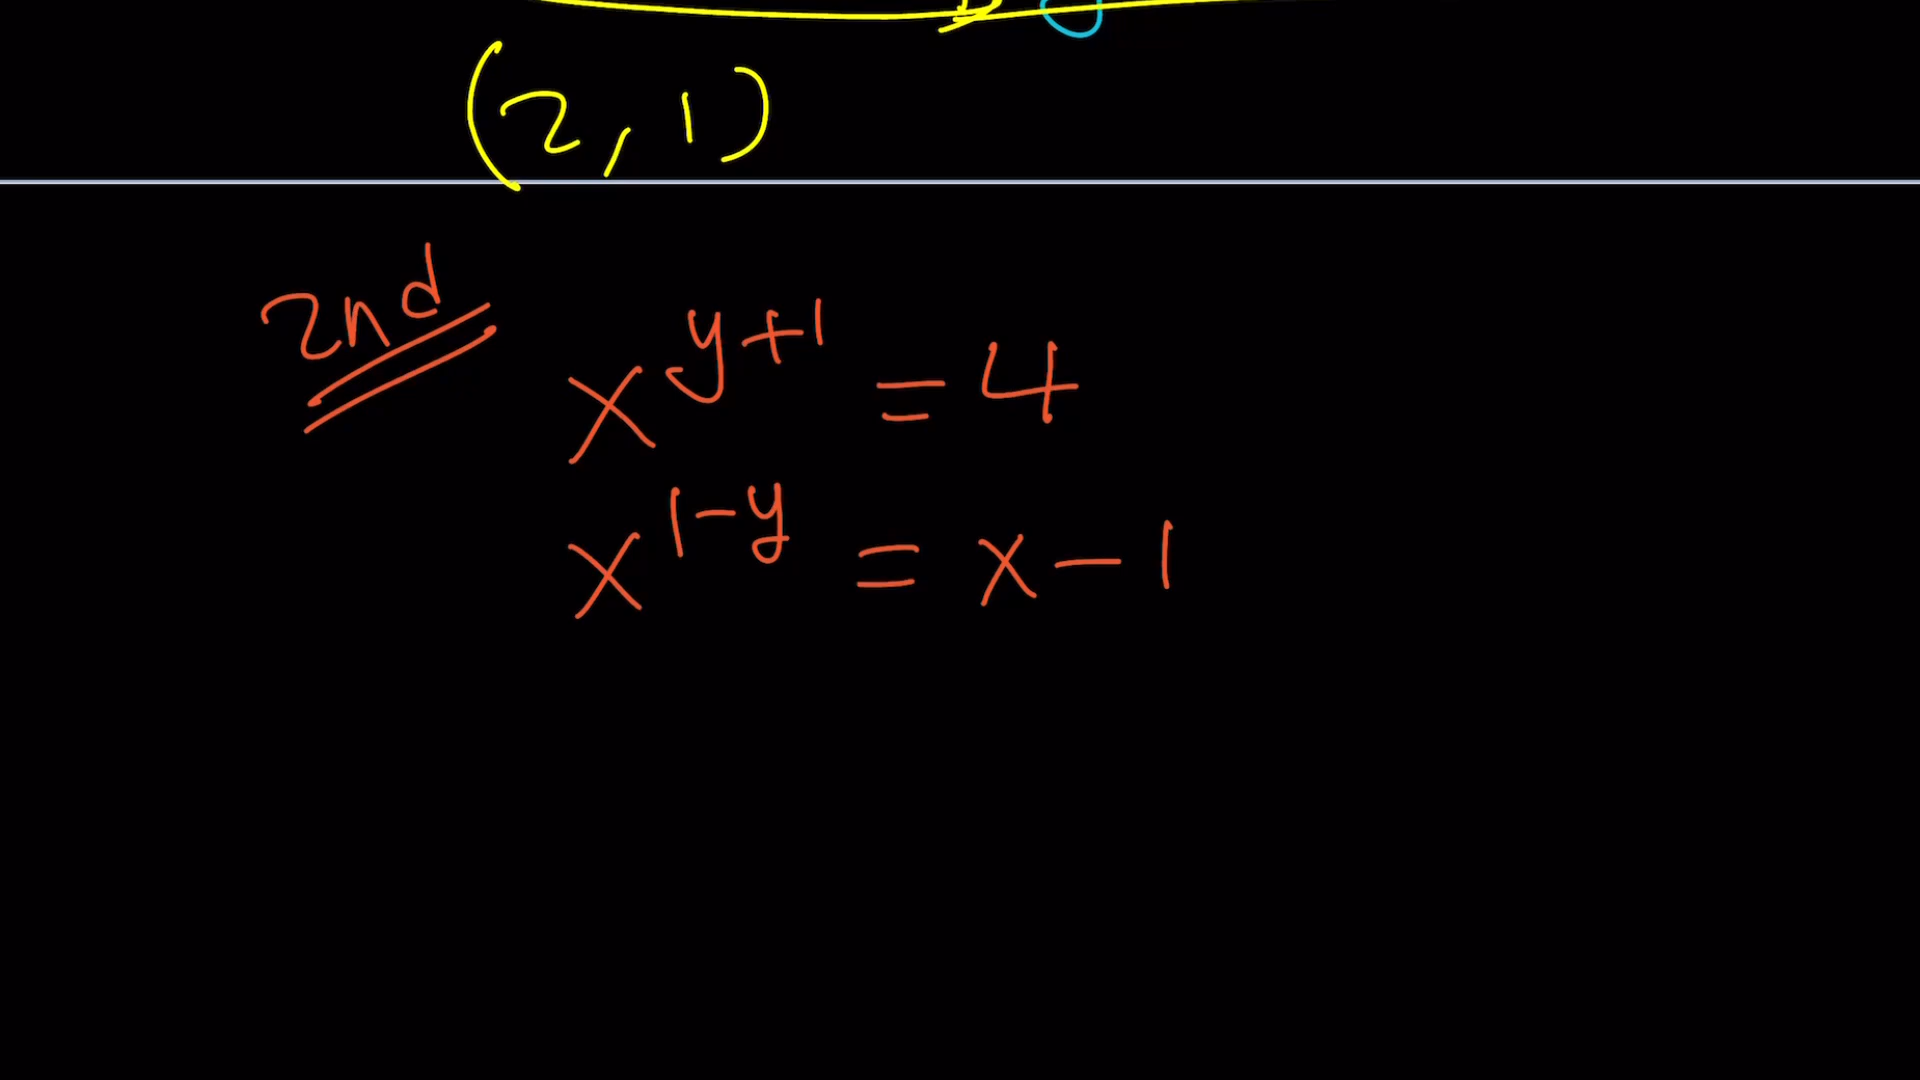 (2, 1)
2nd
x^{y+1} = 4
x^{1-y} = x - 1